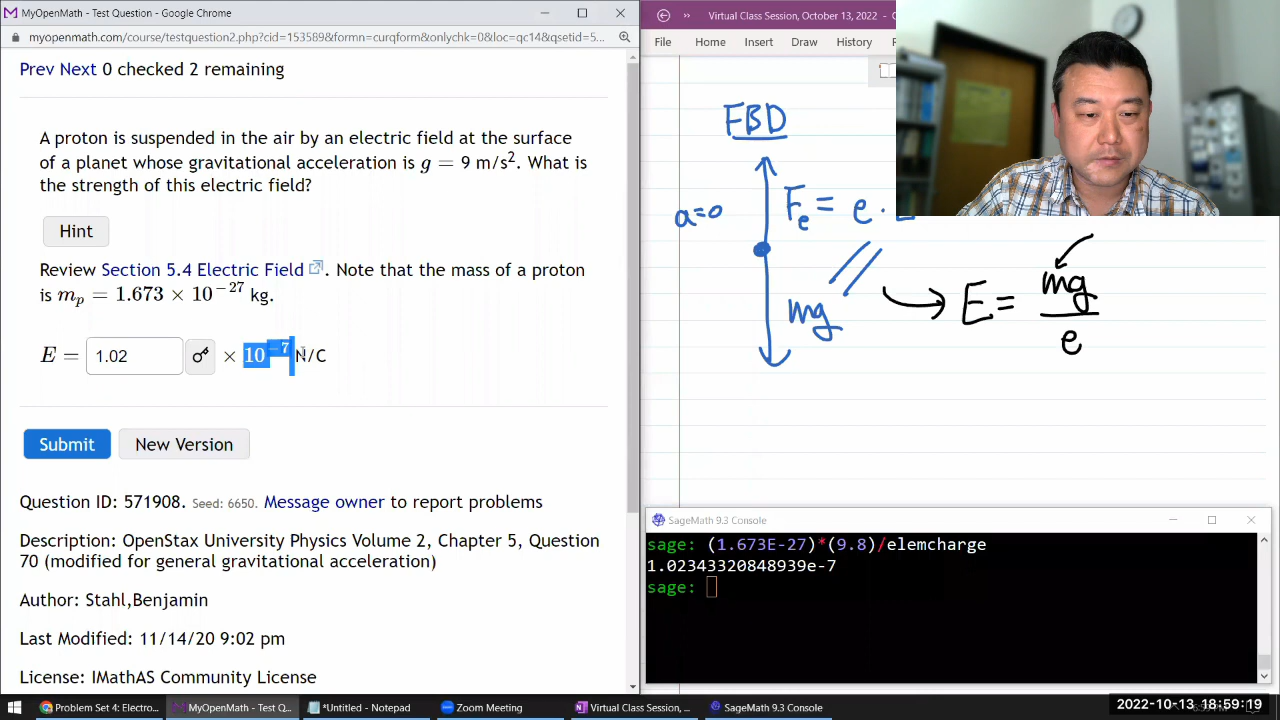 MyOpenMath - Test Question - Google Chrome
myopenmath.com/course/testquestion2.php?cid=153589&formn=curqform&onlychk=0&loc=qc14&qsetid=5...
Prev Next 0 checked 2 remaining
A proton is suspended in the air by an electric field at the surface
of a planet whose gravitational acceleration is g = 9 m/s². What is
the strength of this electric field?
Hint
Review Section 5.4 Electric Field. Note that the mass of a proton
is mₚ = 1.673 × 10⁻²⁷ kg.
E = 1.02 × 10⁻⁷ N/C
Submit New Version
Question ID: 571908. Seed: 6650. Message owner to report problems
Description: OpenStax University Physics Volume 2, Chapter 5, Question
70 (modified for general gravitational acceleration)
Author: Stahl,Benjamin
Last Modified: 11/14/20 9:02 pm
License: IMathAS Community License
Virtual Class Session, October 13, 2022 -
File Home Insert Draw History
FBD
a=0
Fₑ = e ·
mg
E = mg
e
SageMath 9.3 Console
sage: (1.673E-27)*(9.8)/elemcharge
1.02343320848939e-7
sage:
Problem Set 4: Electro... MyOpenMath - Test Q... *Untitled - Notepad Zoom Meeting Virtual Class Session, ... SageMath 9.3 Console
2022-10-13 18:59:19